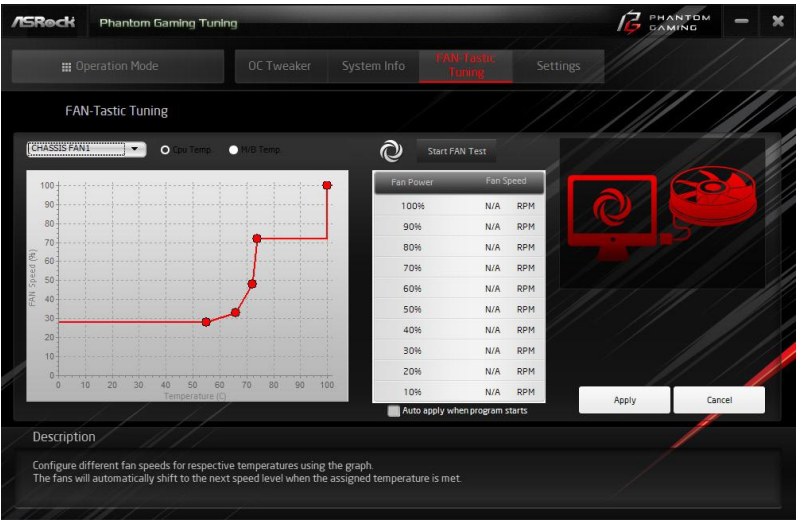 ASRock Phantom Gaming Tuning PHANTOM GAMING
Operation Mode OC Tweaker System Info FAN-Tastic Tuning Settings
FAN-Tastic Tuning
CHASSIS FAN1 Cpu Temp. M/B Temp.
Start FAN Test
100
90
80
70
60
50
40
30
20
10
0
FAN Speed (%)
0 10 20 30 40 50 60 70 80 90 100
Temperature (C)
Fan Power Fan Speed
100% N/A RPM
90% N/A RPM
80% N/A RPM
70% N/A RPM
60% N/A RPM
50% N/A RPM
40% N/A RPM
30% N/A RPM
20% N/A RPM
10% N/A RPM
Auto apply when program starts
Apply Cancel
Description
Configure different fan speeds for respective temperatures using the graph.
The fans will automatically shift to the next speed level when the assigned temperature is met.